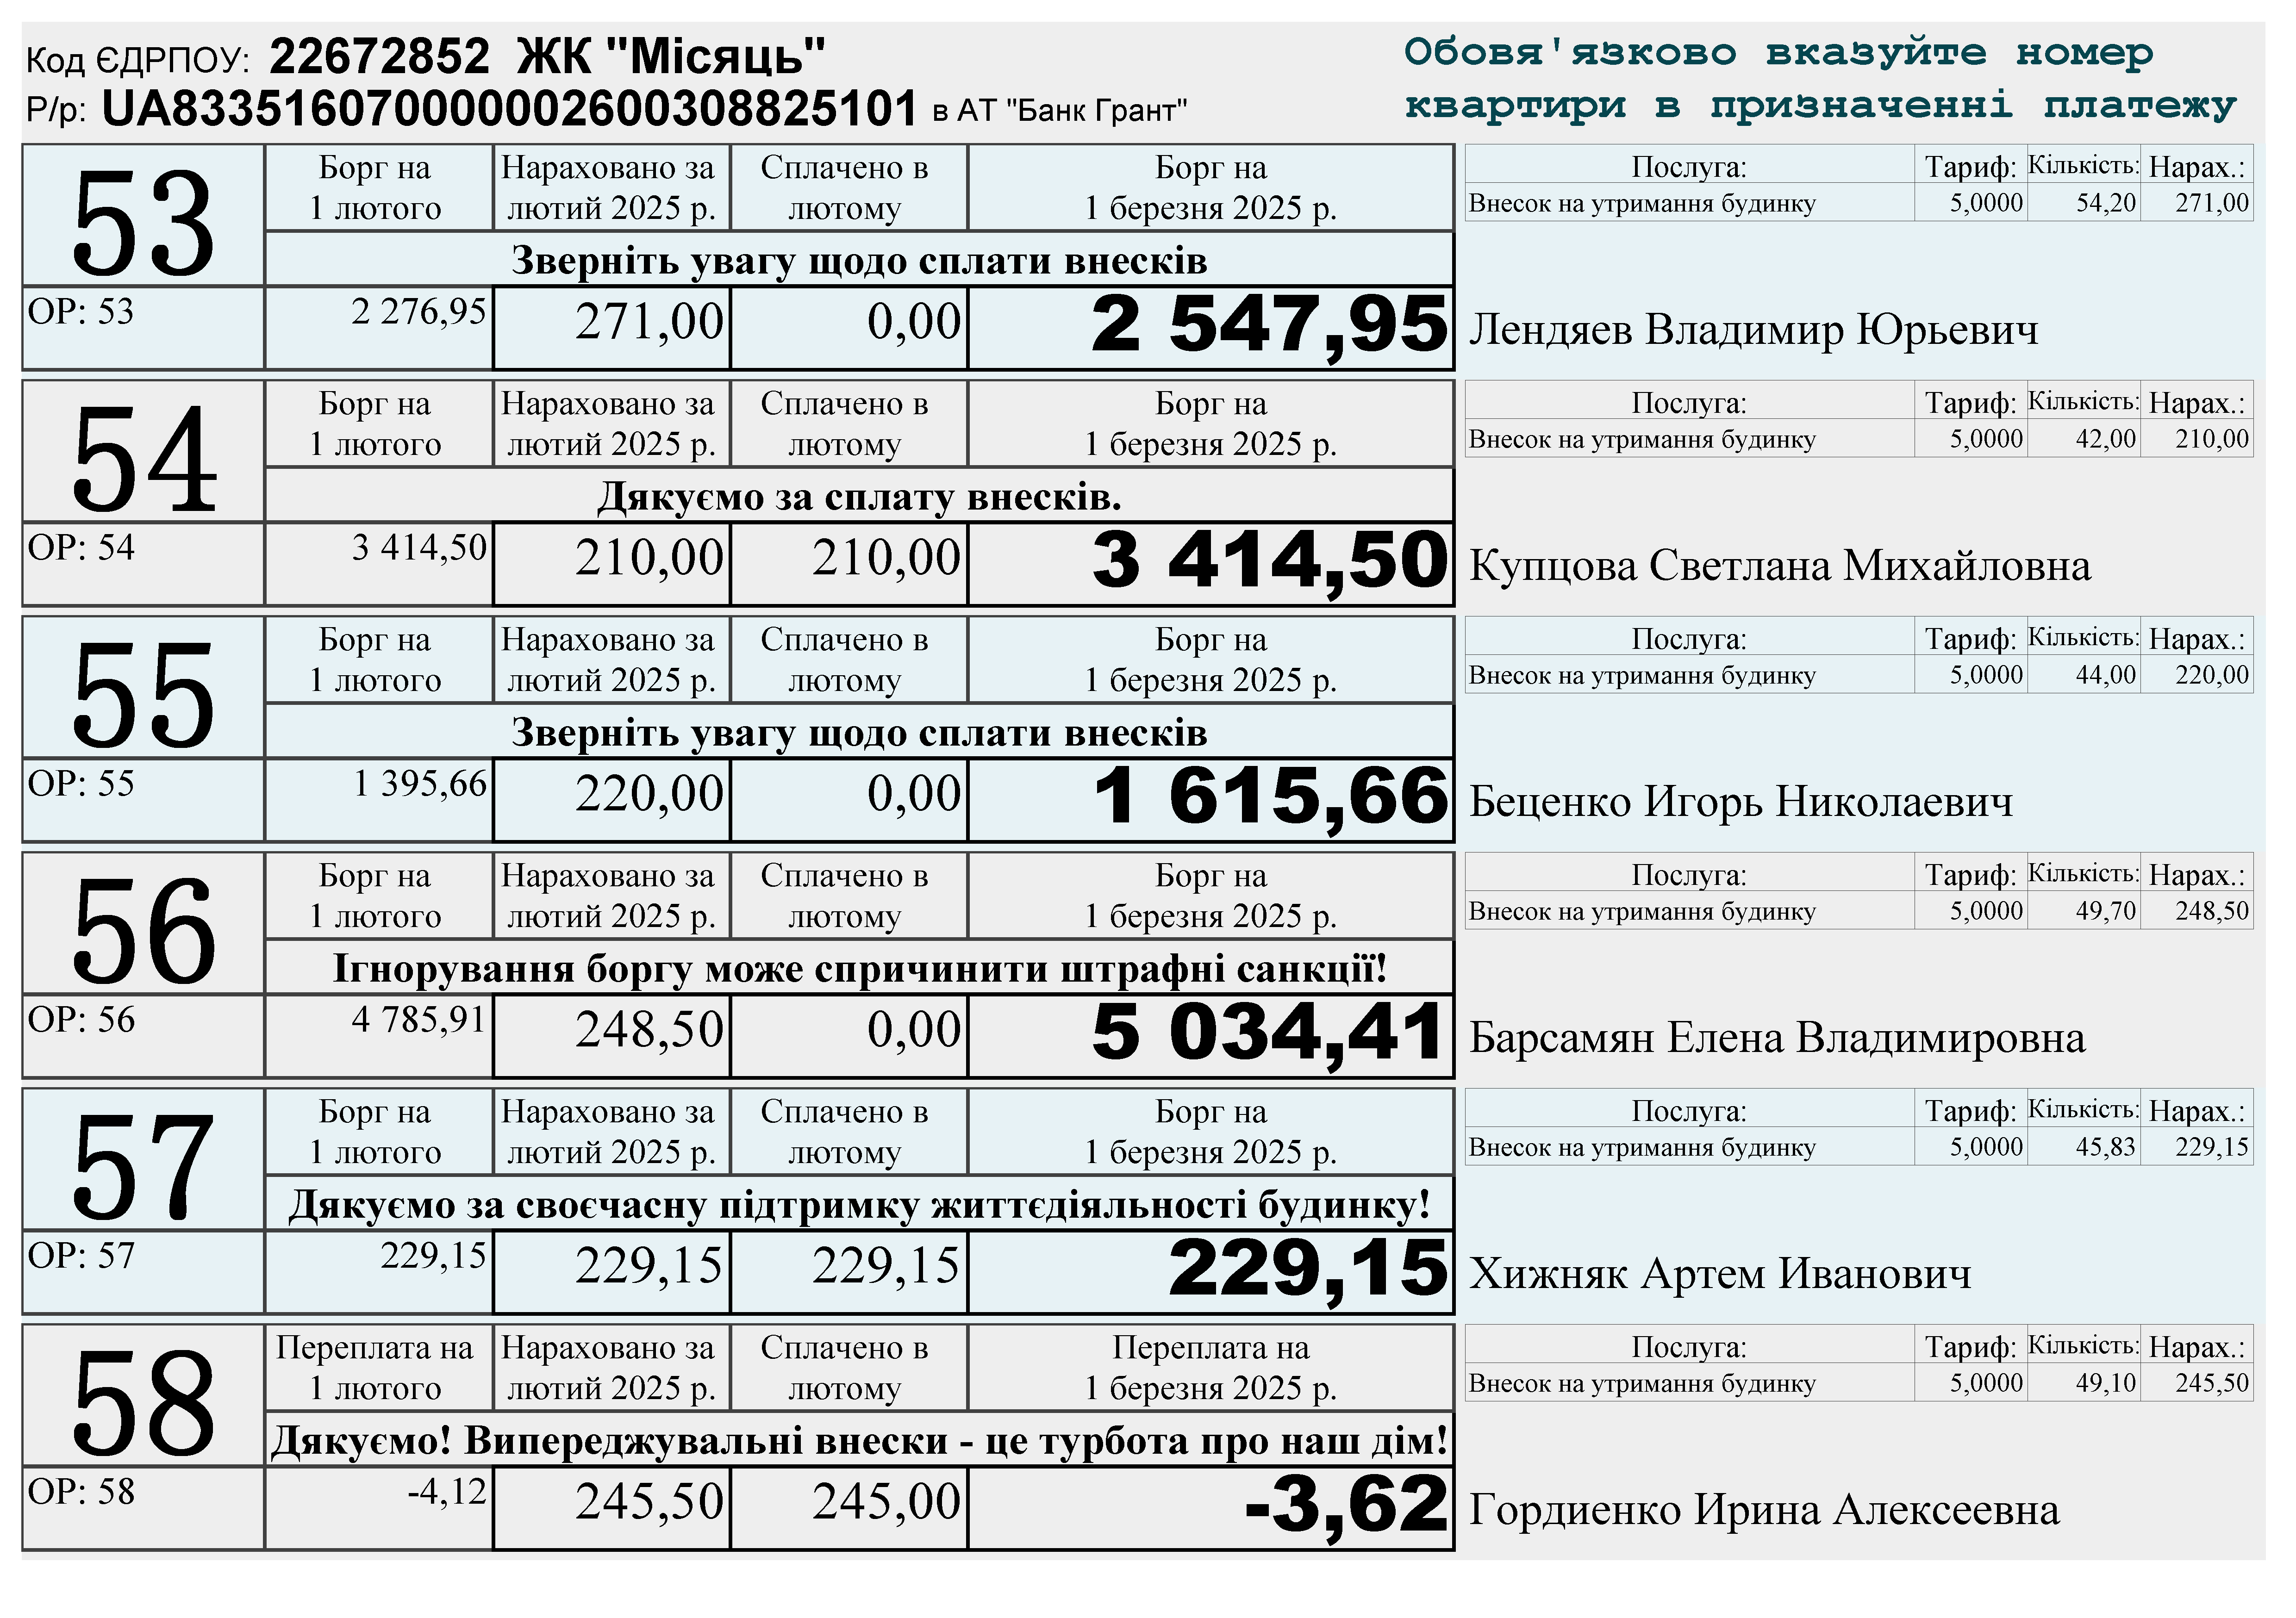 Код ЄДРПОУ: 22672852 ЖК "Місяць"
Р/р: UA833516070000002600308825101 в АТ "Банк Грант"
Обовя'язково вказуйте номер
квартири в призначенні платежу
53
Борг на
1 лютого
Нараховано за
лютий 2025 р.
Сплачено в
лютому
Борг на
1 березня 2025 р.
Зверніть увагу щодо сплати внесків
ОР: 53 2 276,95 271,00 0,00 2 547,95
Послуга: Тариф: Кількість: Нарах.:
Внесок на утримання будинку 5,0000 54,20 271,00
Лендяев Владимир Юрьевич
54
Борг на
1 лютого
Нараховано за
лютий 2025 р.
Сплачено в
лютому
Борг на
1 березня 2025 р.
Дякуємо за сплату внесків.
ОР: 54 3 414,50 210,00 210,00 3 414,50
Послуга: Тариф: Кількість: Нарах.:
Внесок на утримання будинку 5,0000 42,00 210,00
Купцова Светлана Михайловна
55
Борг на
1 лютого
Нараховано за
лютий 2025 р.
Сплачено в
лютому
Борг на
1 березня 2025 р.
Зверніть увагу щодо сплати внесків
ОР: 55 1 395,66 220,00 0,00 1 615,66
Послуга: Тариф: Кількість: Нарах.:
Внесок на утримання будинку 5,0000 44,00 220,00
Беценко Игорь Николаевич
56
Борг на
1 лютого
Нараховано за
лютий 2025 р.
Сплачено в
лютому
Борг на
1 березня 2025 р.
Ігнорування боргу може спричинити штрафні санкції!
ОР: 56 4 785,91 248,50 0,00 5 034,41
Послуга: Тариф: Кількість: Нарах.:
Внесок на утримання будинку 5,0000 49,70 248,50
Барсамян Елена Владимировна
57
Борг на
1 лютого
Нараховано за
лютий 2025 р.
Сплачено в
лютому
Борг на
1 березня 2025 р.
Дякуємо за своєчасну підтримку життєдіяльності будинку!
ОР: 57 229,15 229,15 229,15 229,15
Послуга: Тариф: Кількість: Нарах.:
Внесок на утримання будинку 5,0000 45,83 229,15
Хижняк Артем Иванович
58
Переплата на
1 лютого
Нараховано за
лютий 2025 р.
Сплачено в
лютому
Переплата на
1 березня 2025 р.
Дякуємо! Випереджувальні внески - це турбота про наш дім!
ОР: 58 -4,12 245,50 245,00 -3,62
Послуга: Тариф: Кількість: Нарах.:
Внесок на утримання будинку 5,0000 49,10 245,50
Гордиенко Ирина Алексеевна